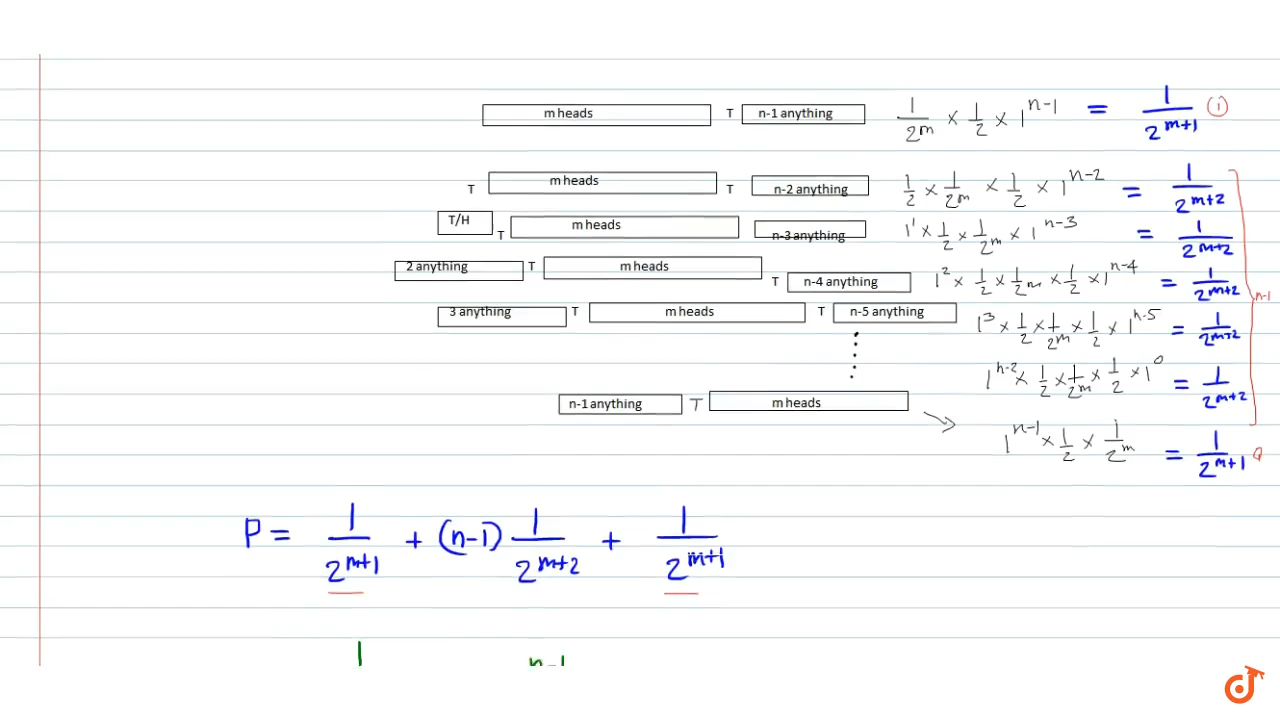 m heads T n-1 anything 1/2^m × 1/2 × 1^(n-1) = 1/2^(m+1) (i)
T m heads T n-2 anything 1/2 × 1/2^m × 1/2 × 1^(n-2) = 1/2^(m+2)
T/H T m heads n-3 anything 1^1 × 1/2 × 1/2^m × 1^(n-3) = 1/2^(m+2)
2 anything T m heads T n-4 anything 1^2 × 1/2 × 1/2^m × 1/2 × 1^(n-4) = 1/2^(m+2) n-1
3 anything T m heads T n-5 anything 1^3 × 1/2 × 1/2^m × 1/2 × 1^(n-5) = 1/2^(m+2)
1^(n-2) × 1/2 × 1/2^m × 1/2 × 1^0 = 1/2^(m+2)
n-1 anything T m heads
1^(n-1) × 1/2 × 1/2^m = 1/2^(m+1)
P = 1/2^(m+1) + (n-1) 1/2^(m+2) + 1/2^(m+1)
1 n-1